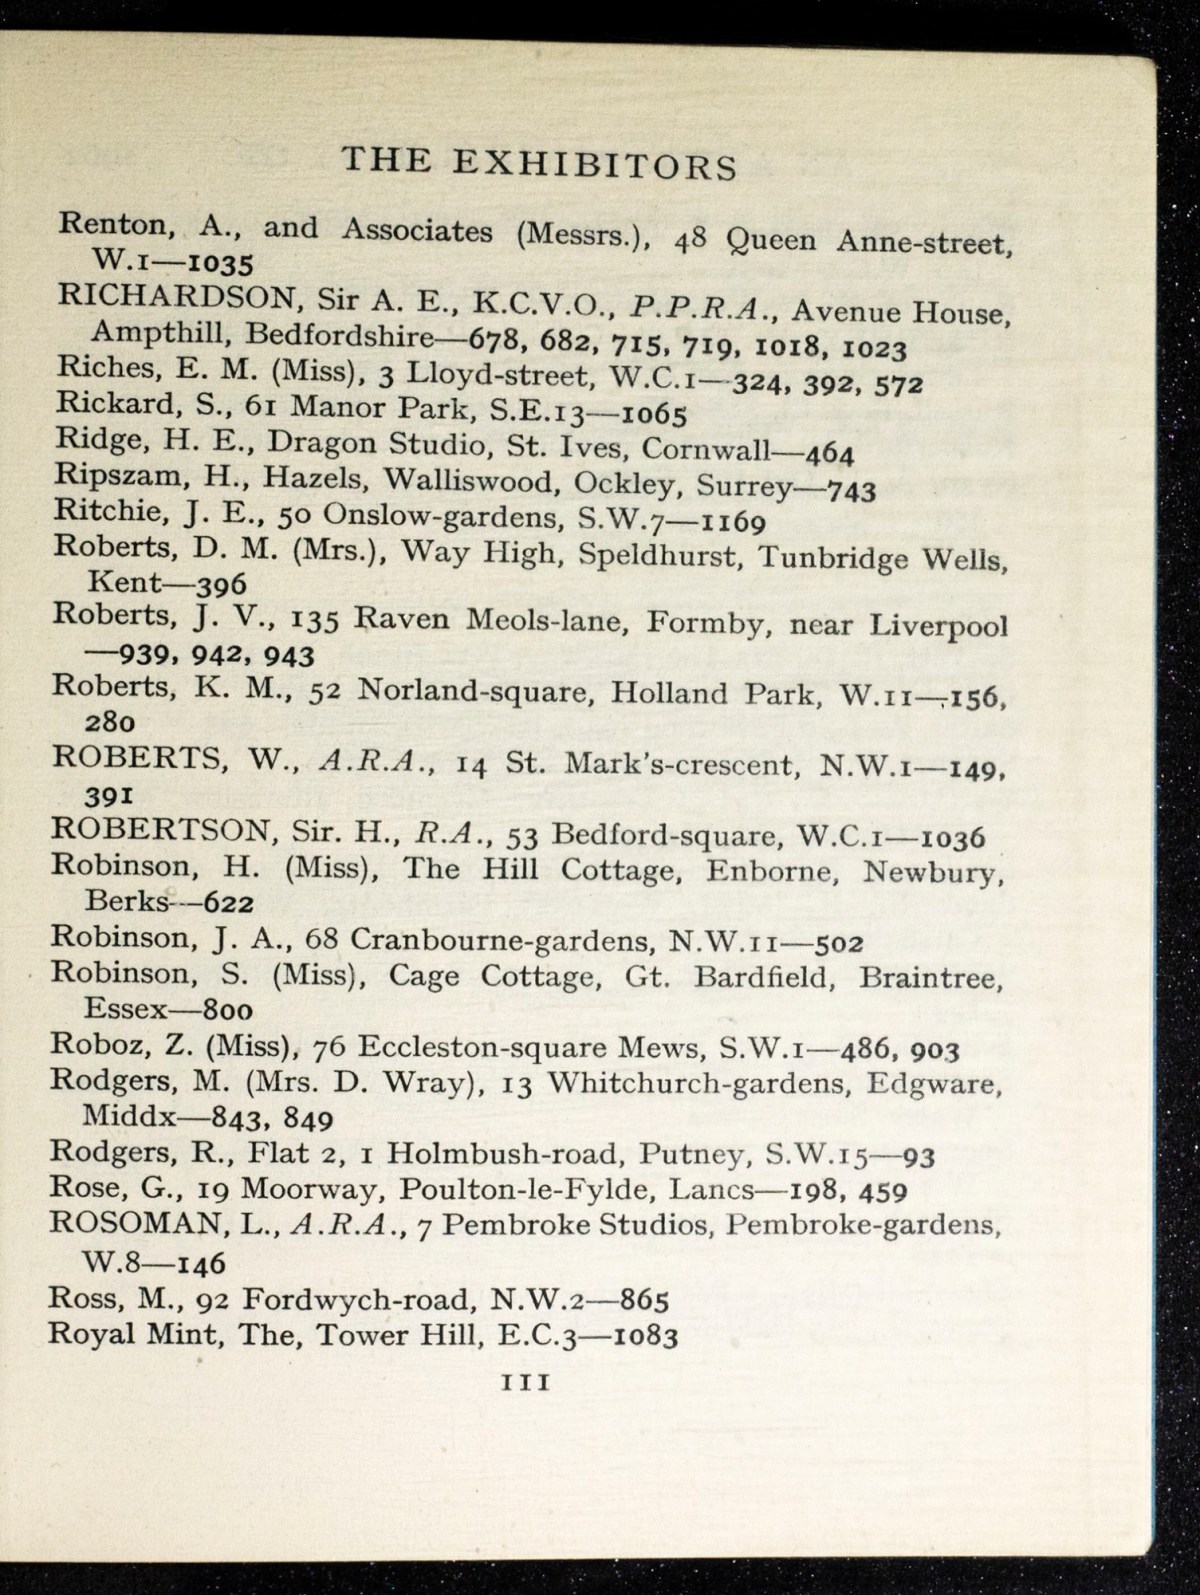 THE EXHIBITORS
Renton, A., and Associates (Messrs.), 48 Queen Anne-street,
W.1—1035
RICHARDSON, Sir A. E., K.C.V.O., P.P.R.A., Avenue House,
Ampthill, Bedfordshire—678, 682, 715, 719, 1018, 1023
Riches, E. M. (Miss), 3 Lloyd-street, W.C.1—324, 392, 572
Rickard, S., 61 Manor Park, S.E.13—1065
Ridge, H. E., Dragon Studio, St. Ives, Cornwall—464
Ripszam, H., Hazels, Walliswood, Ockley, Surrey—743
Ritchie, J. E., 50 Onslow-gardens, S.W.7—1169
Roberts, D. M. (Mrs.), Way High, Speldhurst, Tunbridge Wells,
Kent—396
Roberts, J. V., 135 Raven Meols-lane, Formby, near Liverpool
—939, 942, 943
Roberts, K. M., 52 Norland-square, Holland Park, W.11—156,
280
ROBERTS, W., A.R.A., 14 St. Mark's-crescent, N.W.1—149,
391
ROBERTSON, Sir. H., R.A., 53 Bedford-square, W.C.1—1036
Robinson, H. (Miss), The Hill Cottage, Enborne, Newbury,
Berks—622
Robinson, J. A., 68 Cranbourne-gardens, N.W.11—502
Robinson, S. (Miss), Cage Cottage, Gt. Bardfield, Braintree,
Essex—800
Roboz, Z. (Miss), 76 Eccleston-square Mews, S.W.1—486, 903
Rodgers, M. (Mrs. D. Wray), 13 Whitchurch-gardens, Edgware,
Middx—843, 849
Rodgers, R., Flat 2, 1 Holmbush-road, Putney, S.W.15—93
Rose, G., 19 Moorway, Poulton-le-Fylde, Lancs—198, 459
ROSOMAN, L., A.R.A., 7 Pembroke Studios, Pembroke-gardens,
W.8—146
Ross, M., 92 Fordwych-road, N.W.2—865
Royal Mint, The, Tower Hill, E.C.3—1083
111